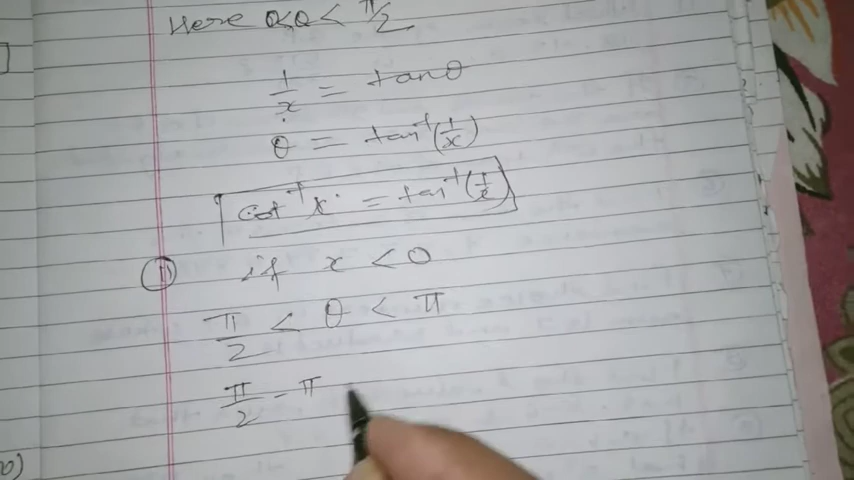 Here 0<θ<π/2
1/x = tanθ
θ = tan⁻¹(1/x)
cot⁻¹x = tan⁻¹(1/x)
(ii) if x < 0
π/2 < θ < π
π/2 - π